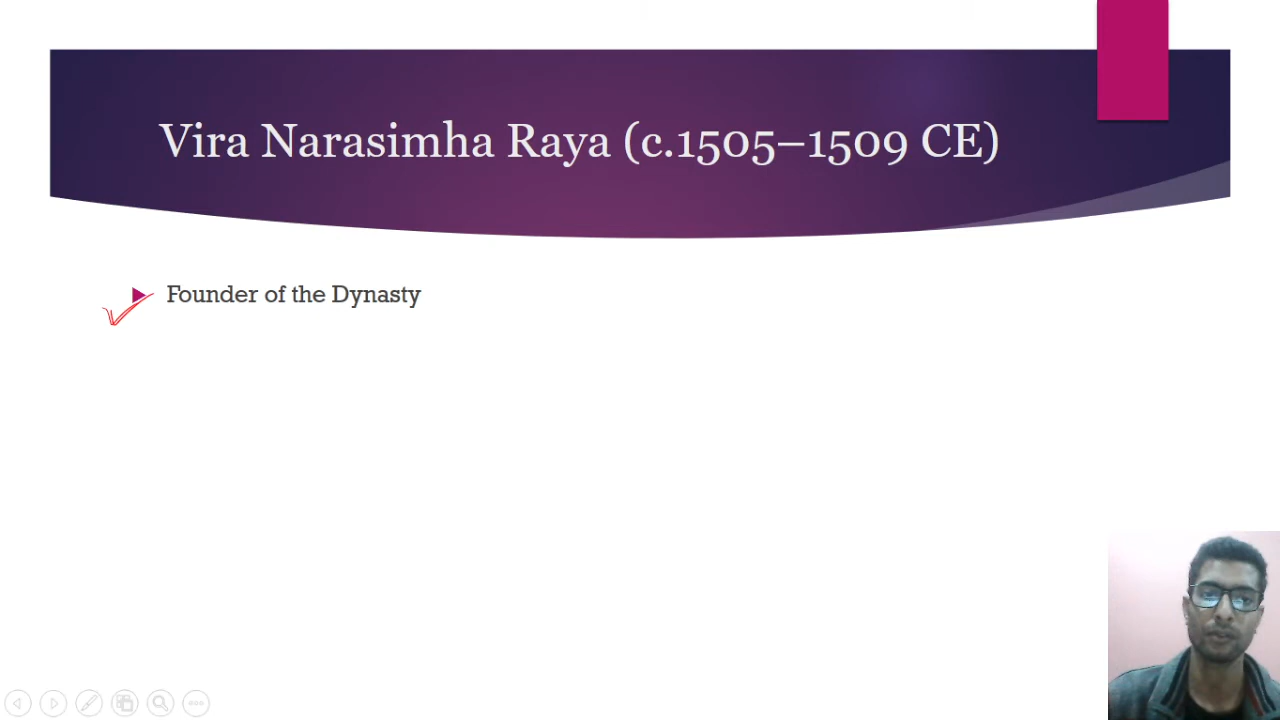 Vira Narasimha Raya (c.1505–1509 CE)
Founder of the Dynasty